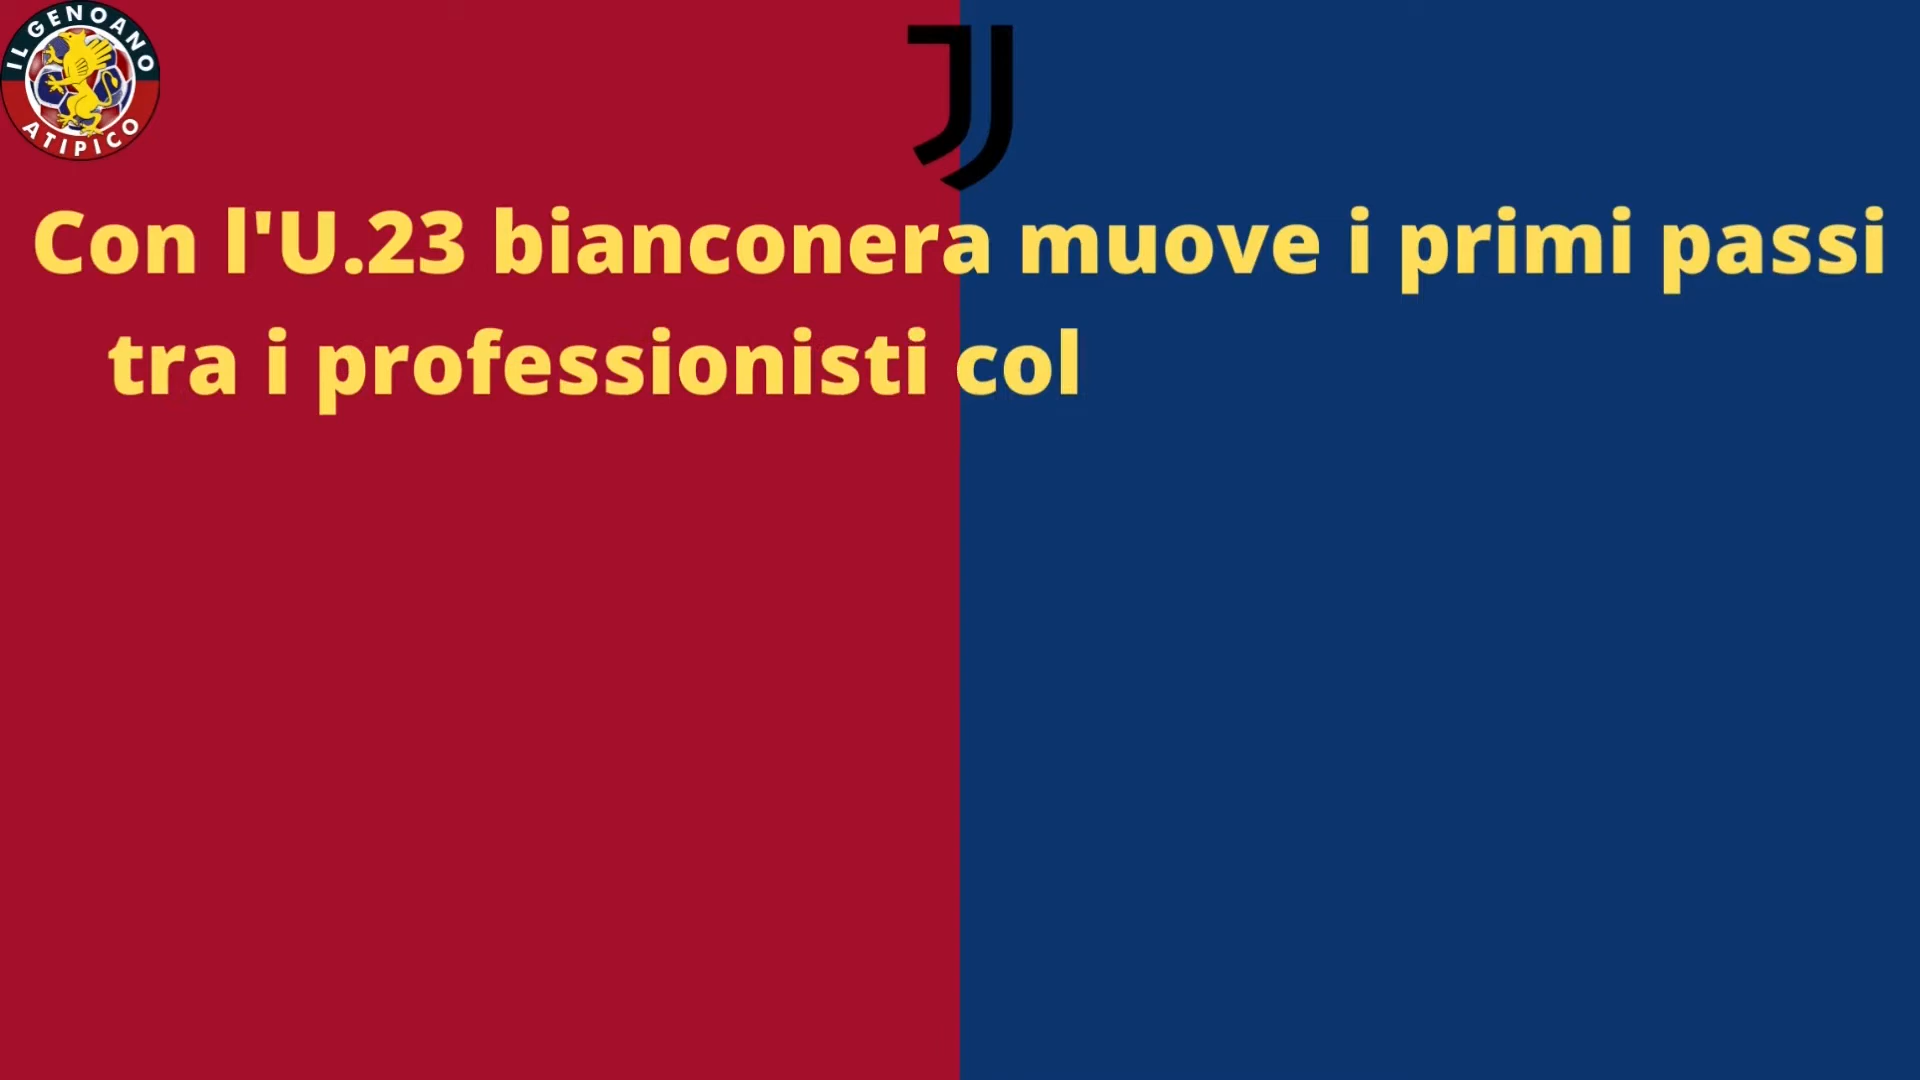 IL GENOANO
ATIPICO
Con l'U.23 bianconera muove i primi passi
tra i professionisti col